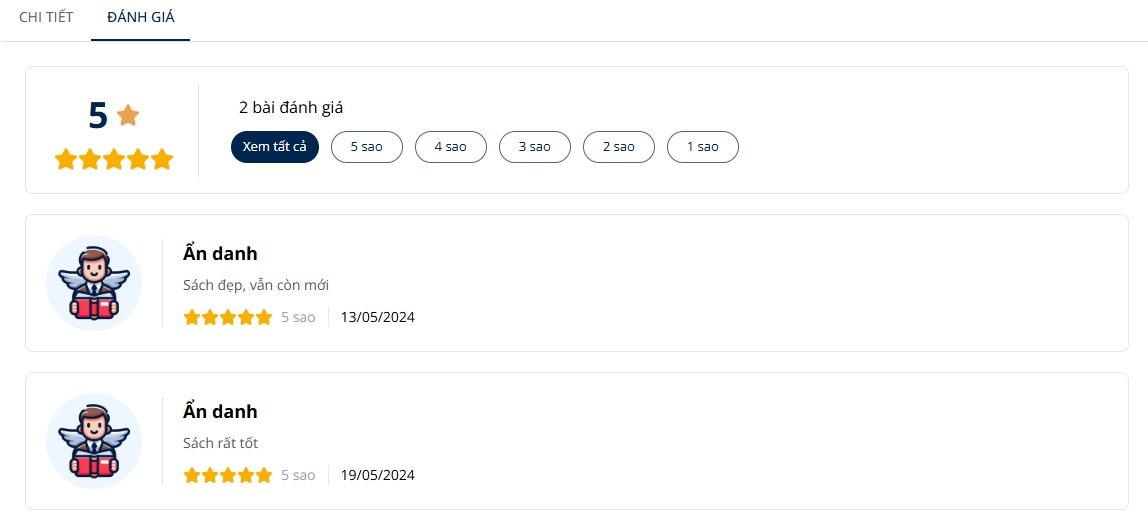 CHI TIẾT ĐÁNH GIÁ
5
2 bài đánh giá
Xem tất cả 5 sao 4 sao 3 sao 2 sao 1 sao
Ẩn danh
Sách đẹp, vẫn còn mới
5 sao 13/05/2024
Ẩn danh
Sách rất tốt
5 sao 19/05/2024